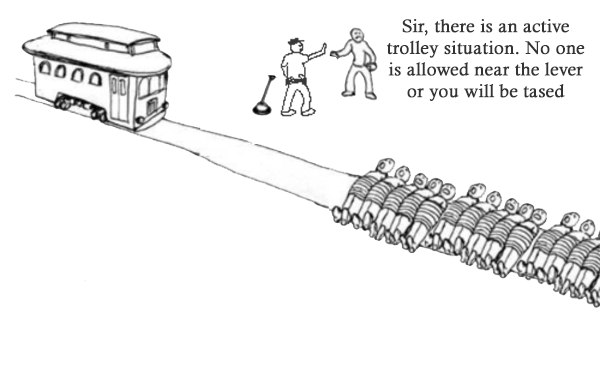 Sir, there is an active
trolley situation. No one
is allowed near the lever
or you will be tased